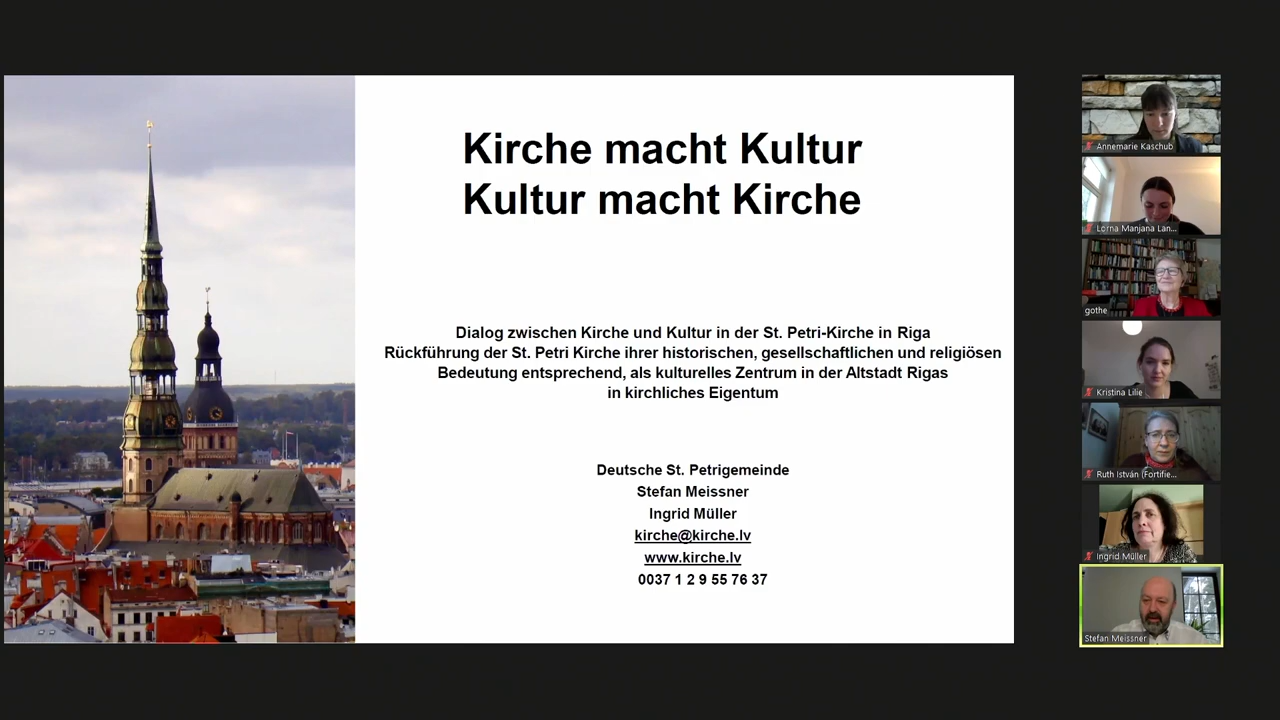 Kirche macht Kultur
Kultur macht Kirche
Dialog zwischen Kirche und Kultur in der St. Petri-Kirche in Riga
Rückführung der St. Petri Kirche ihrer historischen, gesellschaftlichen und religiösen
Bedeutung entsprechend, als kulturelles Zentrum in der Altstadt Rigas
in kirchliches Eigentum
Deutsche St. Petrigemeinde
Stefan Meissner
Ingrid Müller
kirche@kirche.lv
www.kirche.lv
0037 1 2 9 55 76 37
Annemarie Kaschub
Lorna Manjana Lan...
gothe
Kristina Lilie
Ruth István (Fortifie...
Ingrid Müller
Stefan Meissner